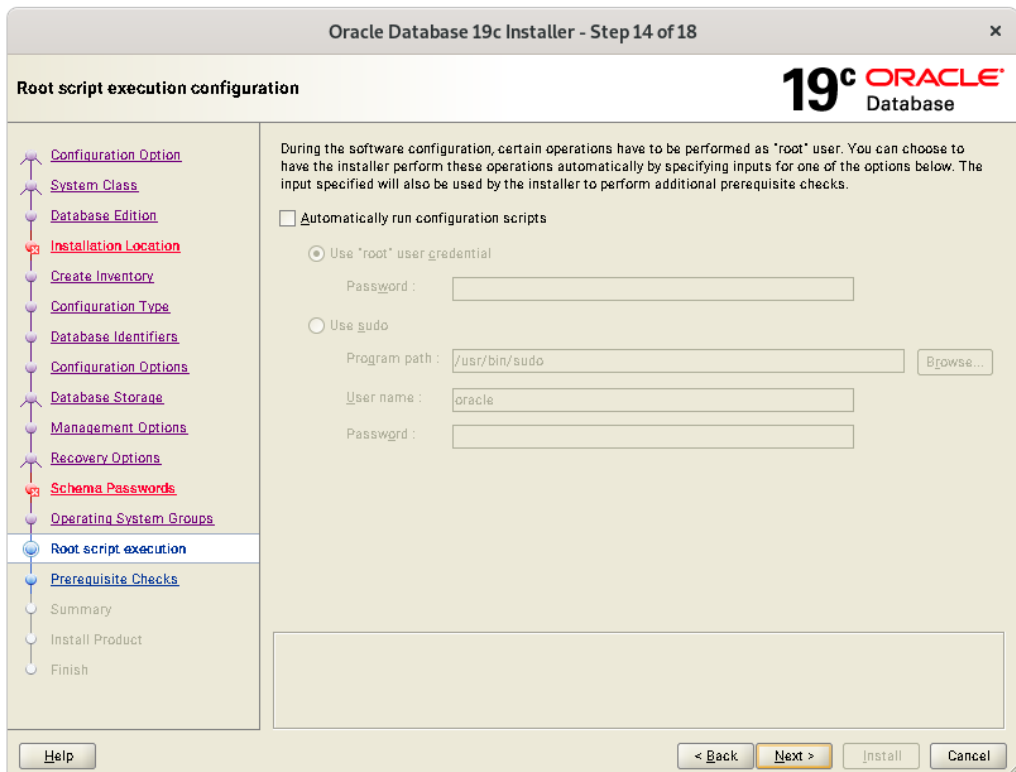 Oracle Database 19c Installer - Step 14 of 18
×
Root script execution configuration
19c ORACLE
Database
Configuration Option
System Class
Database Edition
Installation Location
Create Inventory
Configuration Type
Database Identifiers
Configuration Options
Database Storage
Management Options
Recovery Options
Schema Passwords
Operating System Groups
Root script execution
Prerequisite Checks
Summary
Install Product
Finish
During the software configuration, certain operations have to be performed as "root" user. You can choose to
have the installer perform these operations automatically by specifying inputs for one of the options below. The
input specified will also be used by the installer to perform additional prerequisite checks.
Automatically run configuration scripts
Use "root" user credential
Password :
Use sudo
Program path : /usr/bin/sudo Browse...
User name : oracle
Password :
Help < Back Next > Install Cancel